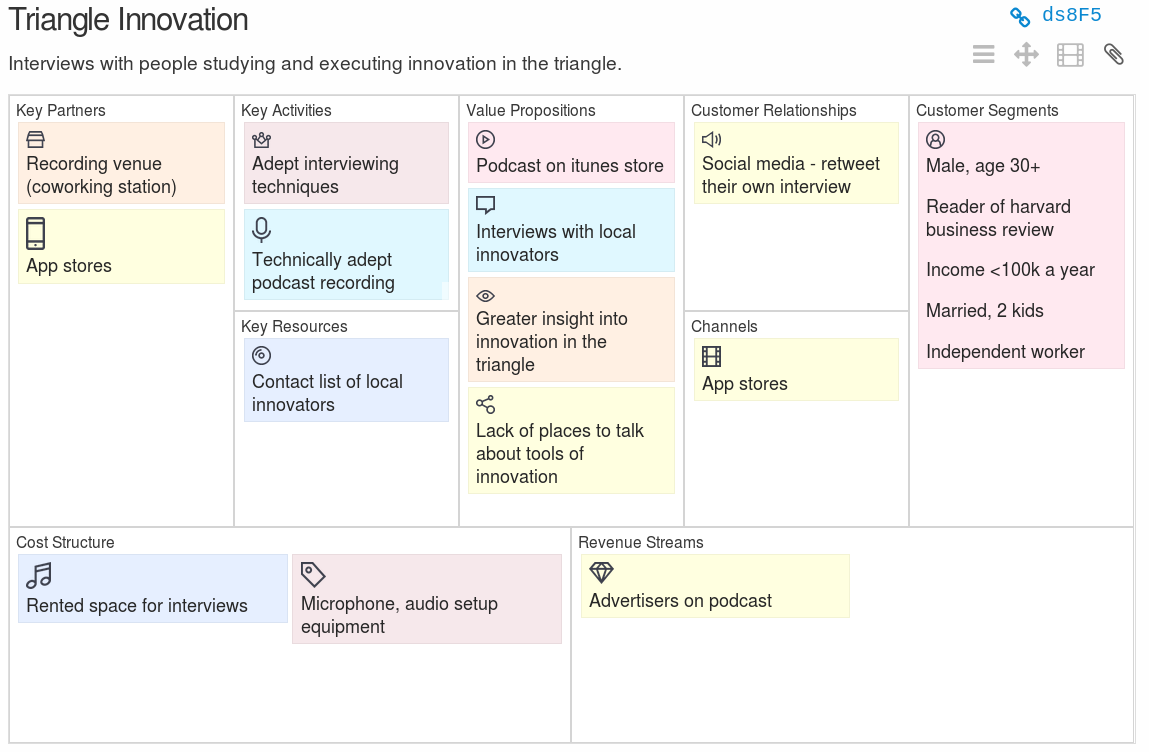 Triangle Innovation
ds8F5
Interviews with people studying and executing innovation in the triangle.
Key Partners
Recording venue
(coworking station)
App stores
Key Activities
Adept interviewing
techniques
Technically adept
podcast recording
Key Resources
Contact list of local
innovators
Value Propositions
Podcast on itunes store
Interviews with local
innovators
Greater insight into
innovation in the
triangle
Lack of places to talk
about tools of
innovation
Customer Relationships
Social media - retweet
their own interview
Channels
App stores
Customer Segments
Male, age 30+
Reader of harvard
business review
Income <100k a year
Married, 2 kids
Independent worker
Cost Structure
Rented space for interviews
Microphone, audio setup
equipment
Revenue Streams
Advertisers on podcast